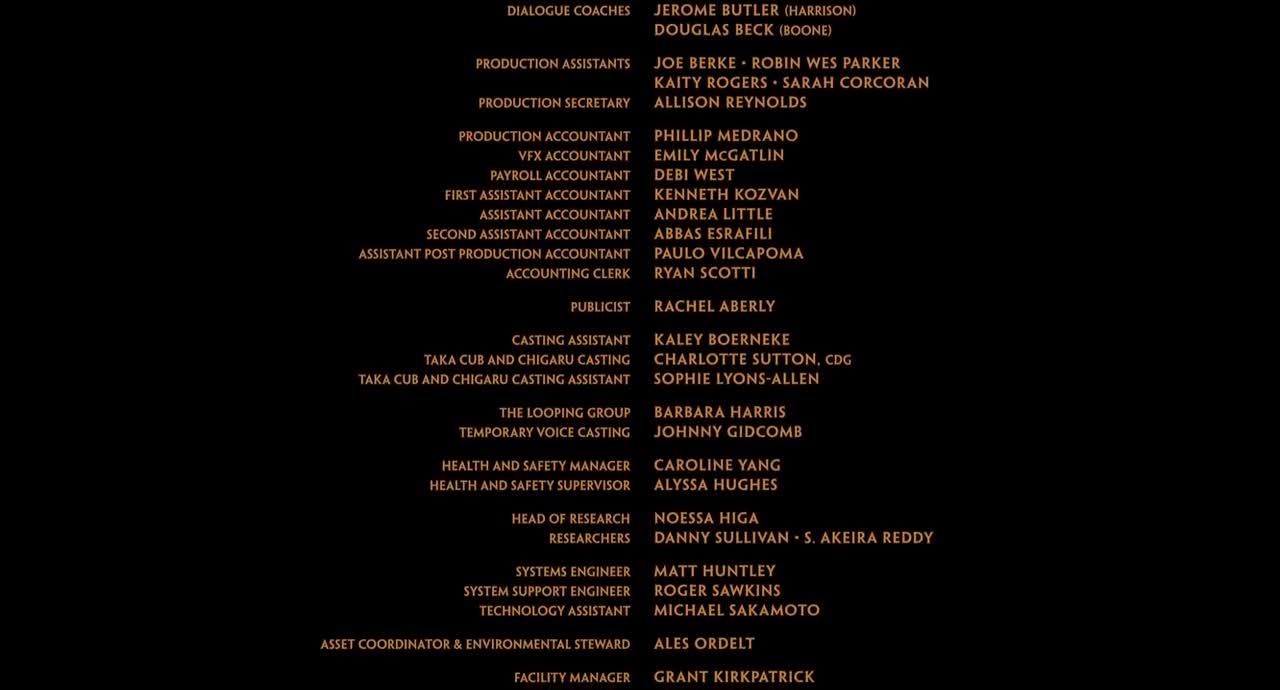 DIALOGUE COACHES JEROME BUTLER (HARRISON)
DOUGLAS BECK (BOONE)
PRODUCTION ASSISTANTS JOE BERKE • ROBIN WES PARKER
KAITY ROGERS • SARAH CORCORAN
PRODUCTION SECRETARY ALLISON REYNOLDS
PRODUCTION ACCOUNTANT PHILLIP MEDRANO
VFX ACCOUNTANT EMILY McGATLIN
PAYROLL ACCOUNTANT DEBI WEST
FIRST ASSISTANT ACCOUNTANT KENNETH KOZVAN
ASSISTANT ACCOUNTANT ANDREA LITTLE
SECOND ASSISTANT ACCOUNTANT ABBAS ESRAFILI
ASSISTANT POST PRODUCTION ACCOUNTANT PAULO VILCAPOMA
ACCOUNTING CLERK RYAN SCOTTI
PUBLICIST RACHEL ABERLY
CASTING ASSISTANT KALEY BOERNEKE
TAKA CUB AND CHIGARU CASTING CHARLOTTE SUTTON, CDG
TAKA CUB AND CHIGARU CASTING ASSISTANT SOPHIE LYONS-ALLEN
THE LOOPING GROUP BARBARA HARRIS
TEMPORARY VOICE CASTING JOHNNY GIDCOMB
HEALTH AND SAFETY MANAGER CAROLINE YANG
HEALTH AND SAFETY SUPERVISOR ALYSSA HUGHES
HEAD OF RESEARCH NOESSA HIGA
RESEARCHERS DANNY SULLIVAN • S. AKEIRA REDDY
SYSTEMS ENGINEER MATT HUNTLEY
SYSTEM SUPPORT ENGINEER ROGER SAWKINS
TECHNOLOGY ASSISTANT MICHAEL SAKAMOTO
ASSET COORDINATOR & ENVIRONMENTAL STEWARD ALES ORDELT
FACILITY MANAGER GRANT KIRKPATRICK